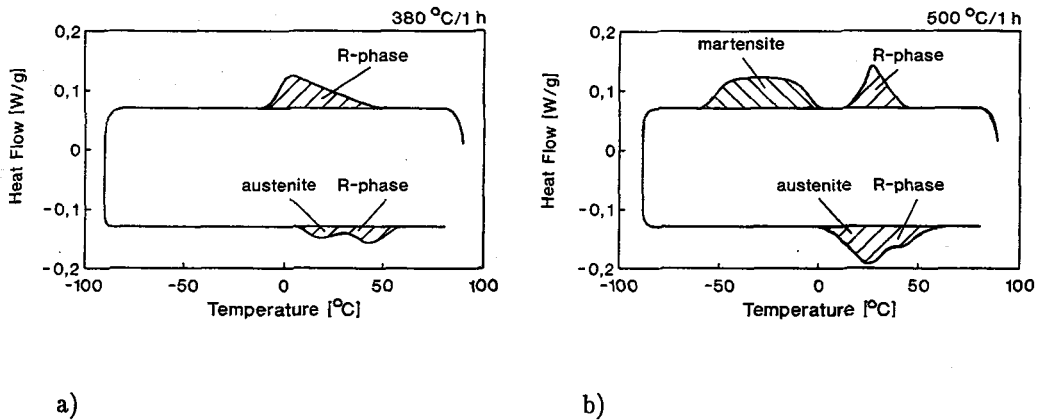 380 °C/1 h
0,2
0,1
0
-0,1
-0,2
Heat Flow [W/g]
R-phase
austenite R-phase
-100 -50 0 50 100
Temperature [°C]
a)
500 °C/1 h
0,2
0,1
0
-0,1
-0,2
Heat Flow [W/g]
martensite
R-phase
austenite R-phase
-100 -50 0 50 100
Temperature [°C]
b)